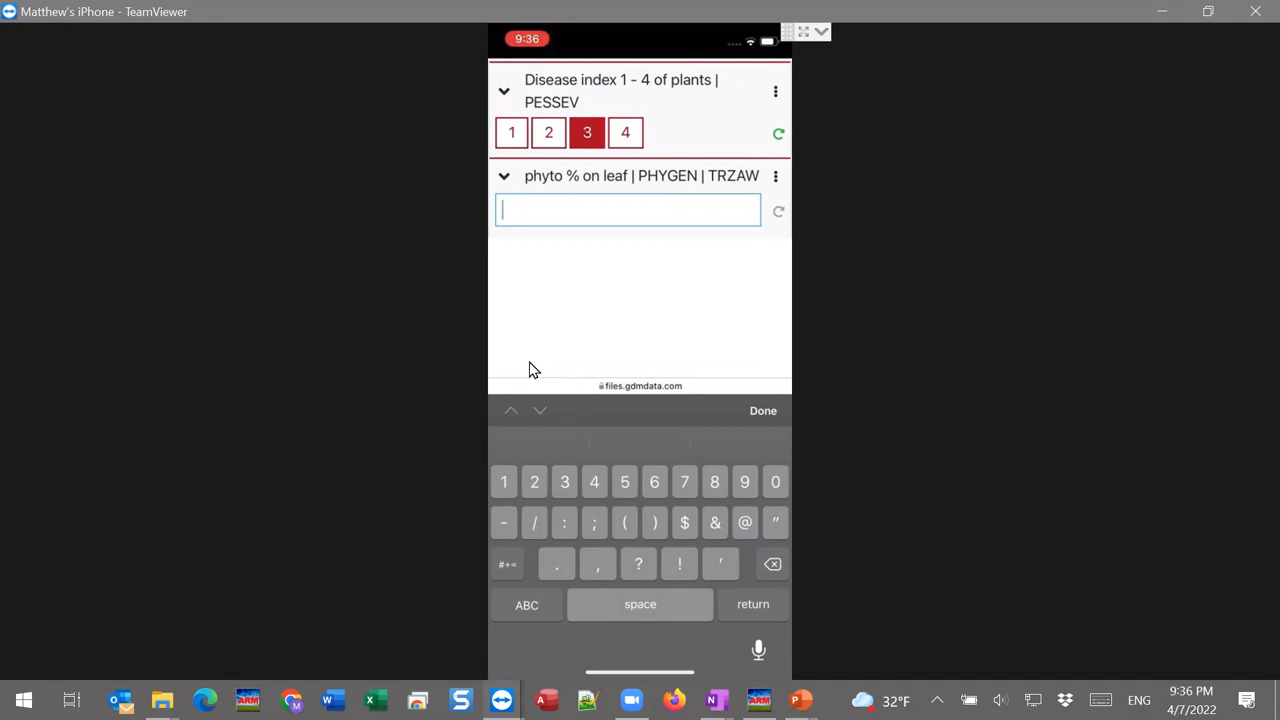 Matthew's iPhone - TeamViewer
9:36
Disease index 1 - 4 of plants |
PESSEV
1 2 3 4
phyto % on leaf | PHYGEN | TRZAW
files.gdmdata.com
Done
1 2 3 4 5 6 7 8 9 0
- / : ; ( ) $ & @ "
#+= . , ? ! '
ABC space return
ARM W X S A N ARM P 32°F ENG 9:36 PM
4/7/2022